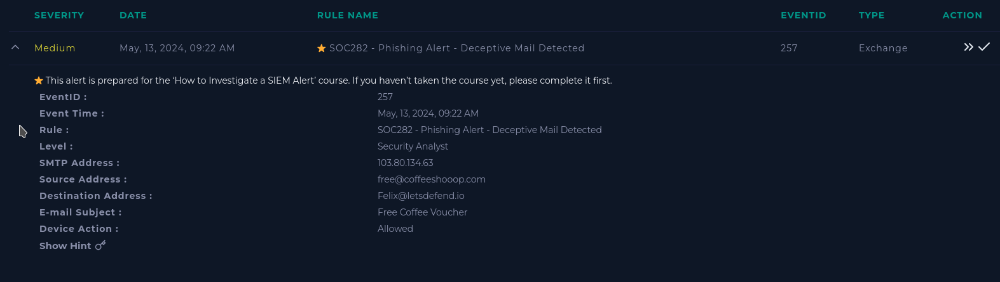 SEVERITY DATE RULE NAME EVENTID TYPE ACTION
Medium May, 13, 2024, 09:22 AM SOC282 - Phishing Alert - Deceptive Mail Detected 257 Exchange
This alert is prepared for the ‘How to Investigate a SIEM Alert’ course. If you haven’t taken the course yet, please complete it first.
EventID : 257
Event Time : May, 13, 2024, 09:22 AM
Rule : SOC282 - Phishing Alert - Deceptive Mail Detected
Level : Security Analyst
SMTP Address : 103.80.134.63
Source Address : free@coffeeshooop.com
Destination Address : Felix@letsdefend.io
E-mail Subject : Free Coffee Voucher
Device Action : Allowed
Show Hint